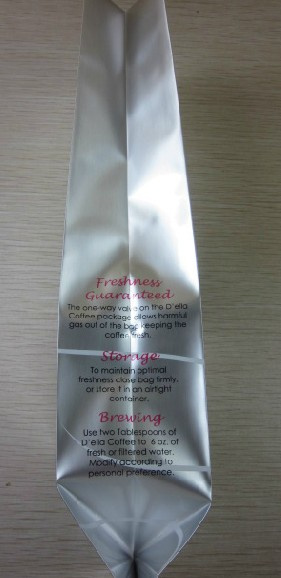 Freshness
Guaranteed
The one-way valve on the D'ella
Coffee package allows harmful
gas out of the bag keeping the
coffee fresh.
Storage
To maintain optimal
freshness close bag firmly,
or store it in an airtight
container.
Brewing
Use two Tablespoons of
D'ella Coffee to 6 oz. of
fresh or filtered water.
Modify according to
personal preference.